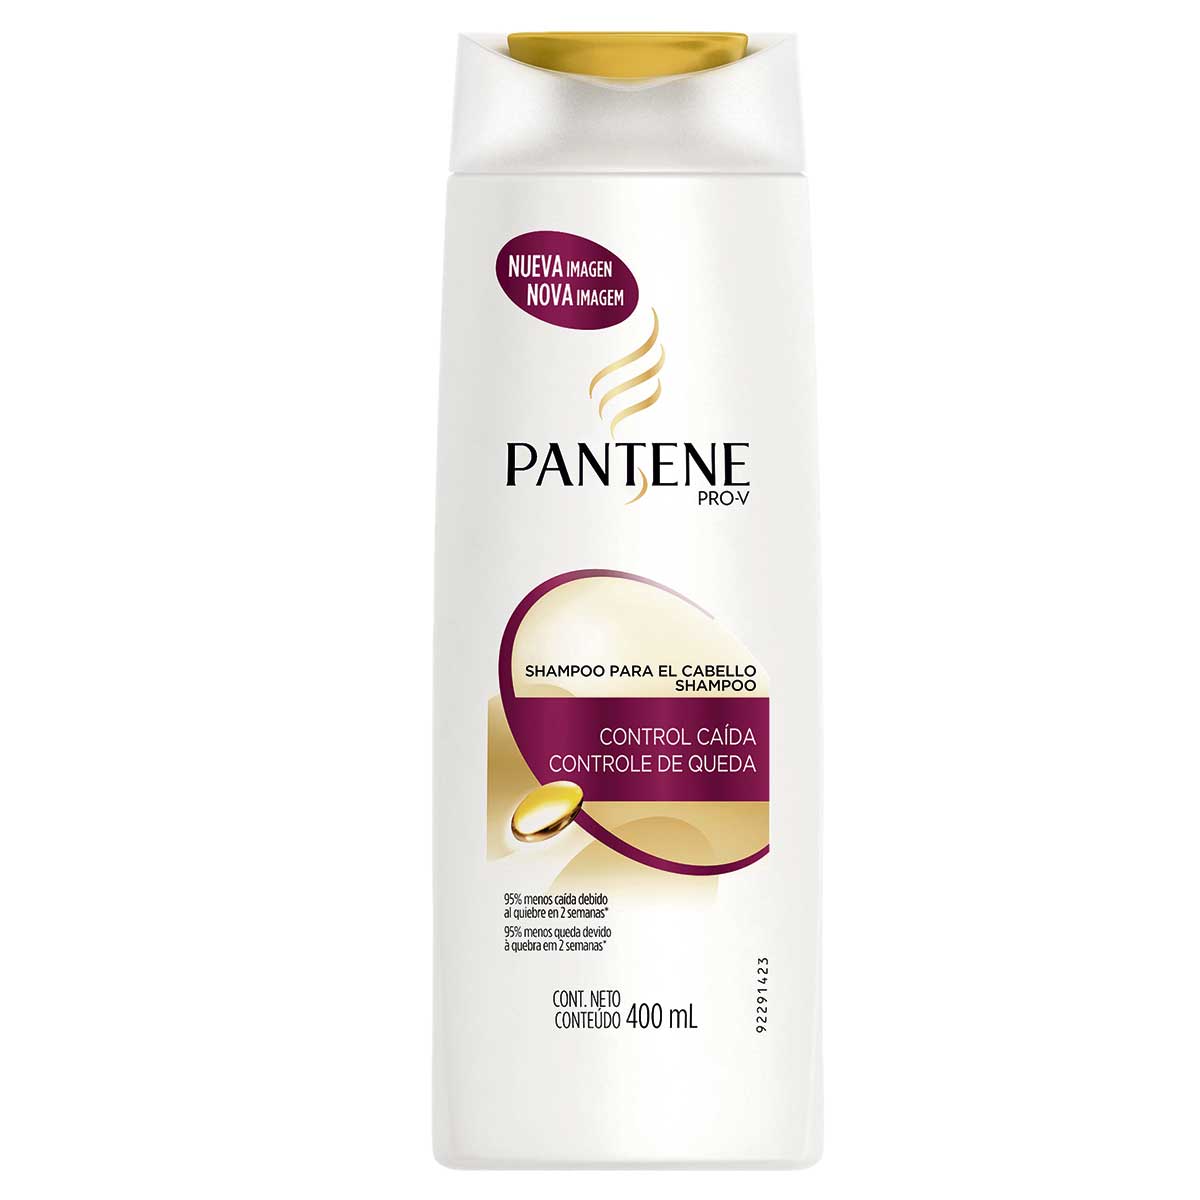 NUEVA IMAGEN
NOVA IMAGEM
PANTENE
PRO-V
SHAMPOO PARA EL CABELLO
SHAMPOO
CONTROL CAÍDA
CONTROLE DE QUEDA
95% menos caída debido
al quiebre en 2 semanas*
95% menos queda devido
à quebra em 2 semanas*
CONT. NETO
CONTEÚDO 400 mL
92291423